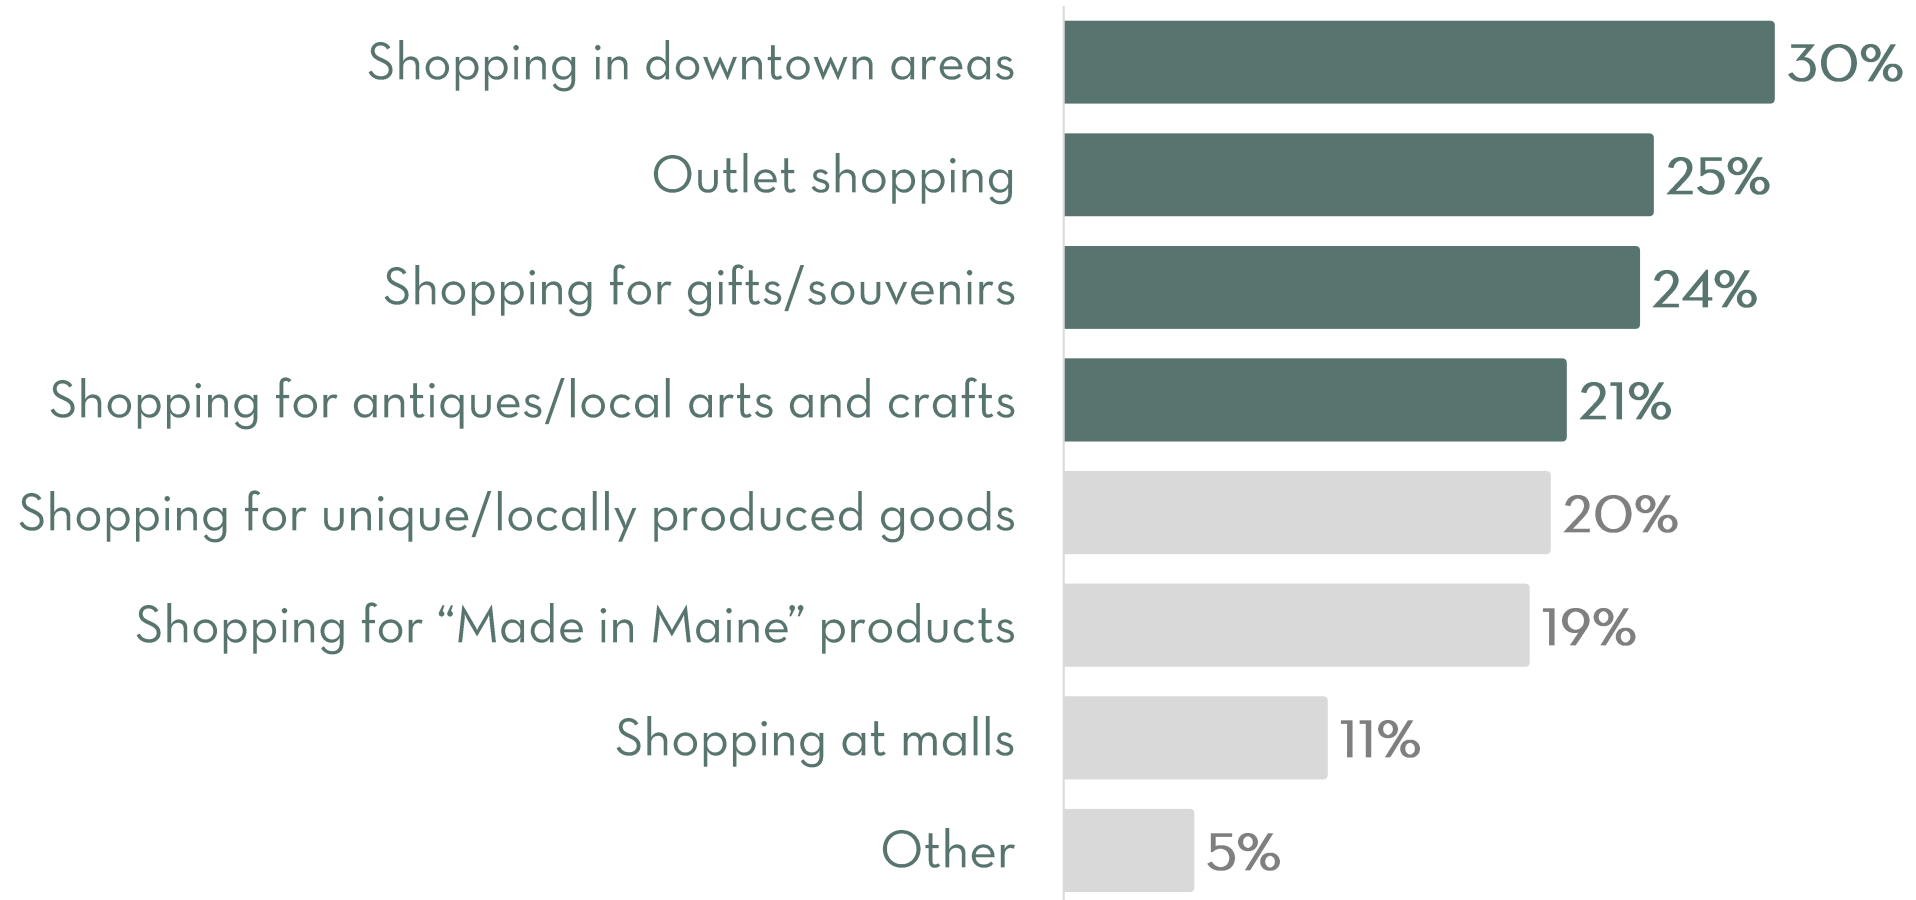 Shopping in downtown areas 30%
Outlet shopping 25%
Shopping for gifts/souvenirs 24%
Shopping for antiques/local arts and crafts 21%
Shopping for unique/locally produced goods 20%
Shopping for “Made in Maine” products 19%
Shopping at malls 11%
Other 5%